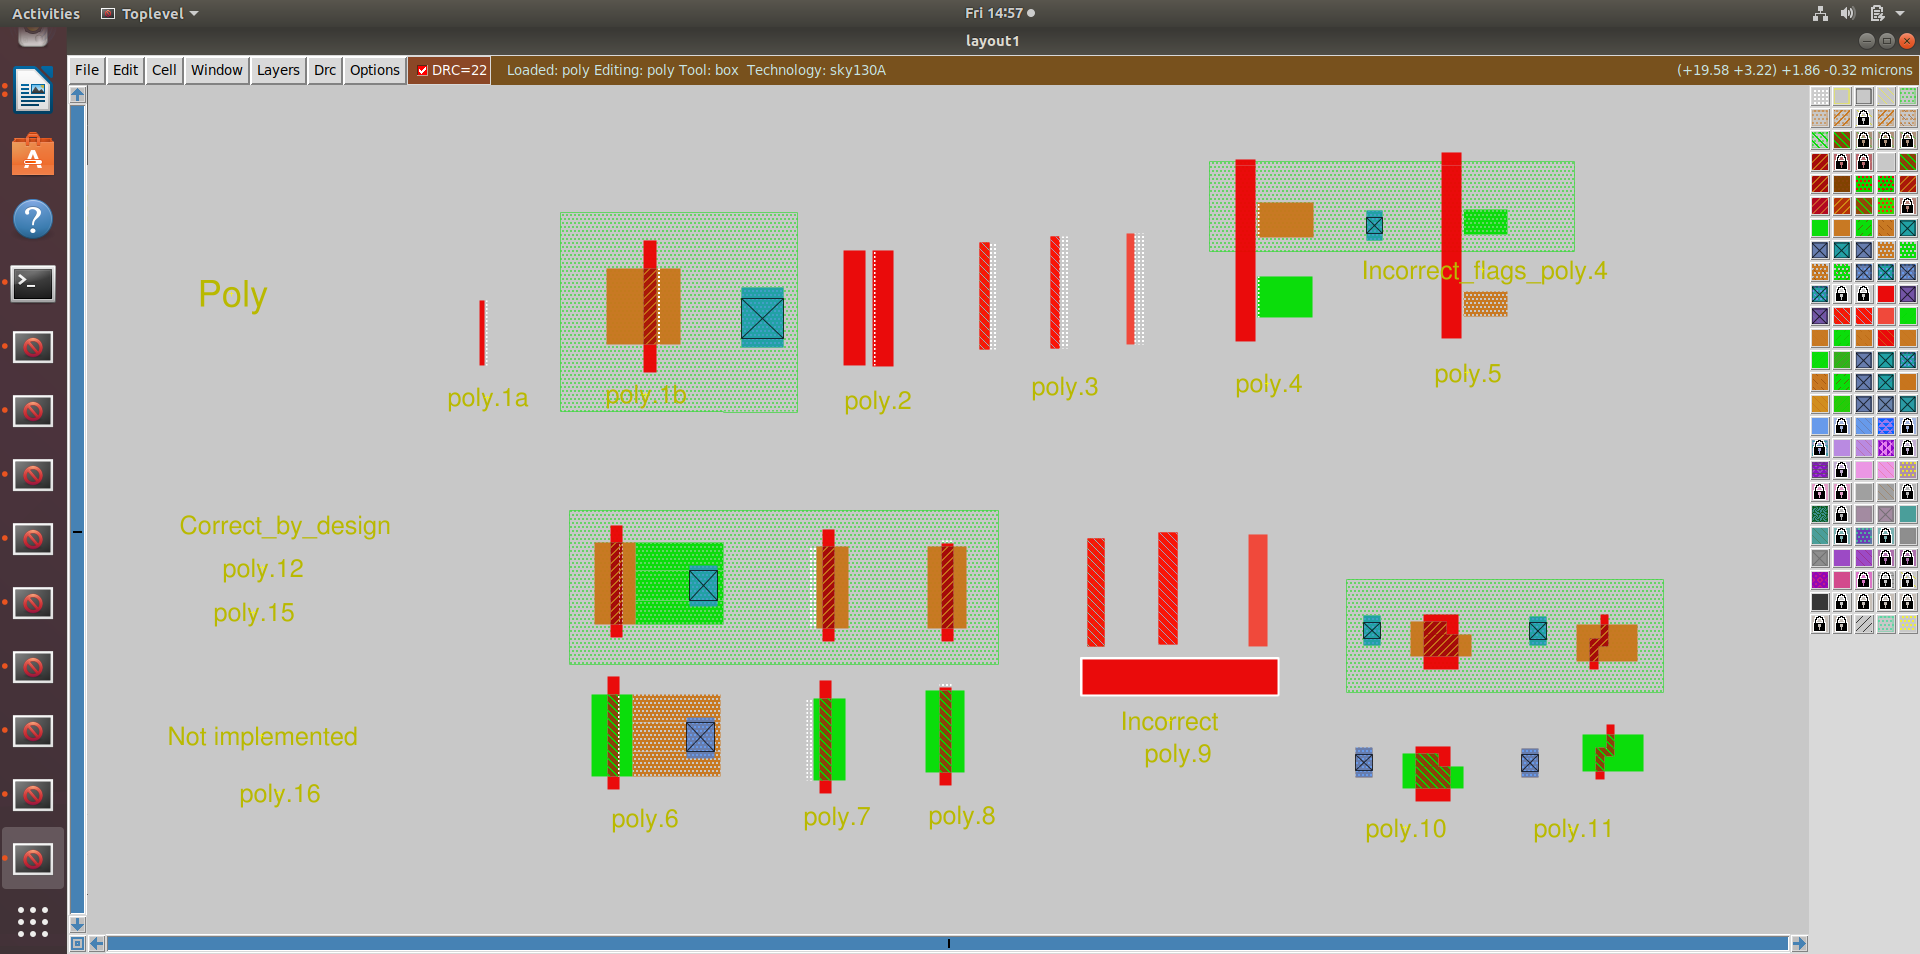 Activities
Toplevel
Fri 14:57
layout1
File Edit Cell Window Layers Drc Options DRC=22 Loaded: poly Editing: poly Tool: box Technology: sky130A (+19.58 +3.22) +1.86 -0.32 microns
Poly
poly.1a
poly.1b
poly.2
poly.3
poly.4
Incorrect_flags_poly.4
poly.5
Correct_by_design
poly.12
poly.15
Not implemented
poly.16
poly.6
poly.7
poly.8
Incorrect
poly.9
poly.10
poly.11